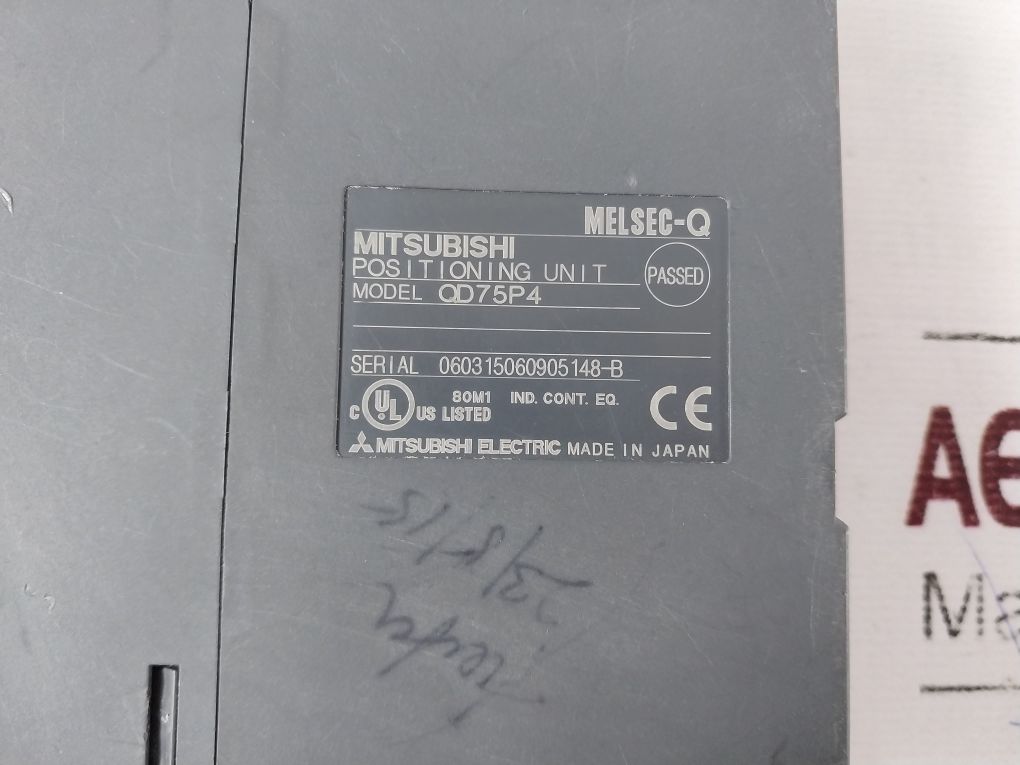 MELSEC-Q
MITSUBISHI
POSITIONING UNIT
PASSED
MODEL QD75P4
SERIAL 060315060905148-B
C UL US LISTED 80M1 IND. CONT. EQ. CE
MITSUBISHI ELECTRIC MADE IN JAPAN